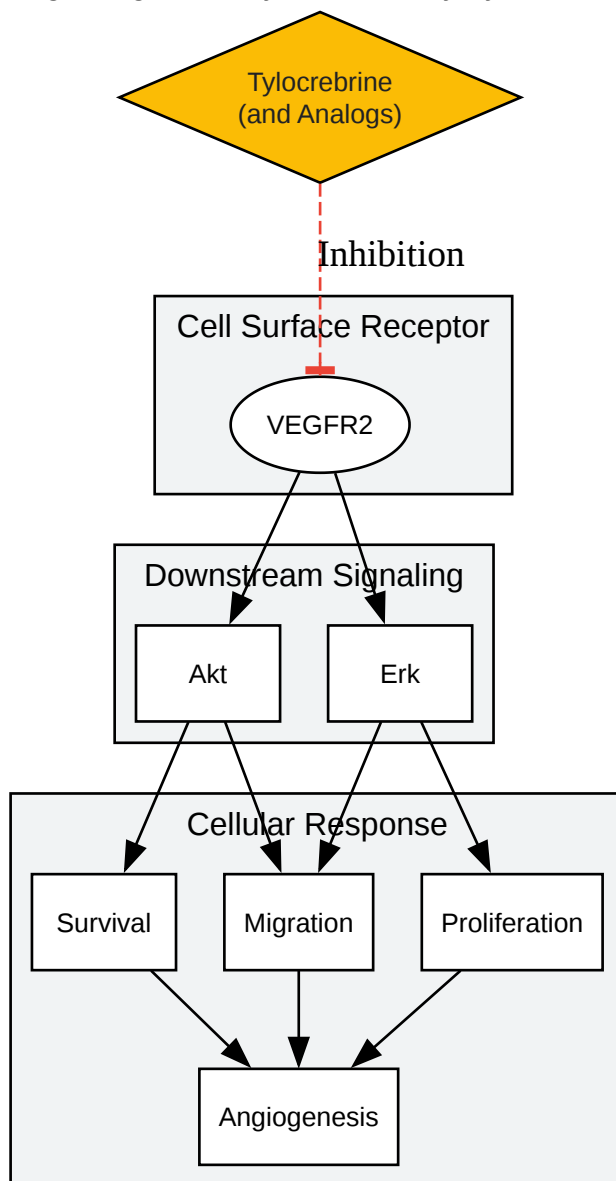 Tylocrebrine
(and Analogs)
Inhibition
Cell Surface Receptor
VEGFR2
Downstream Signaling
Akt
Erk
Cellular Response
Survival
Migration
Proliferation
Angiogenesis